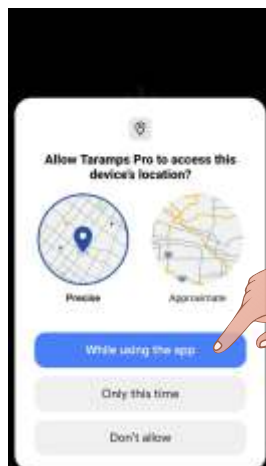 Allow Taramps Pro to access this
device's location?
Precise
Approximate
While using the app
Only this time
Don't allow